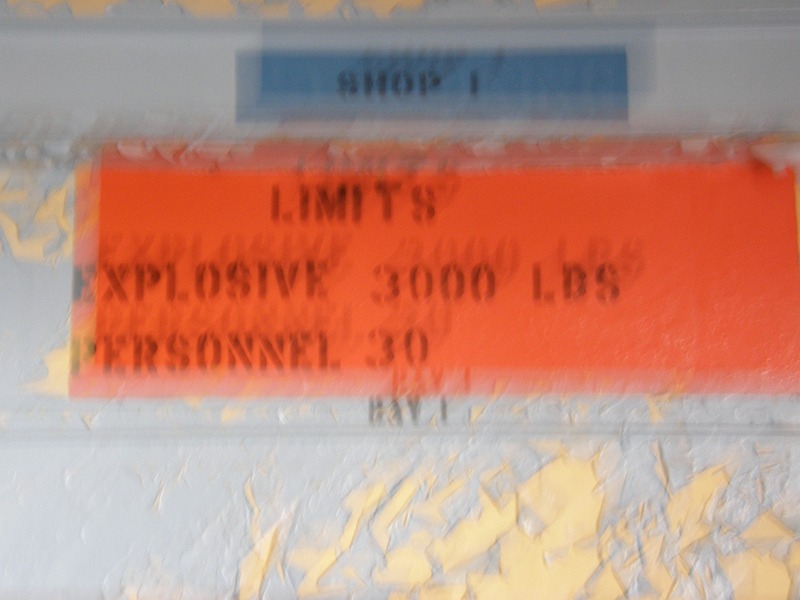 SHOP 1
LIMITS
EXPLOSIVE 3000 LBS
PERSONNEL 30
BAY 1